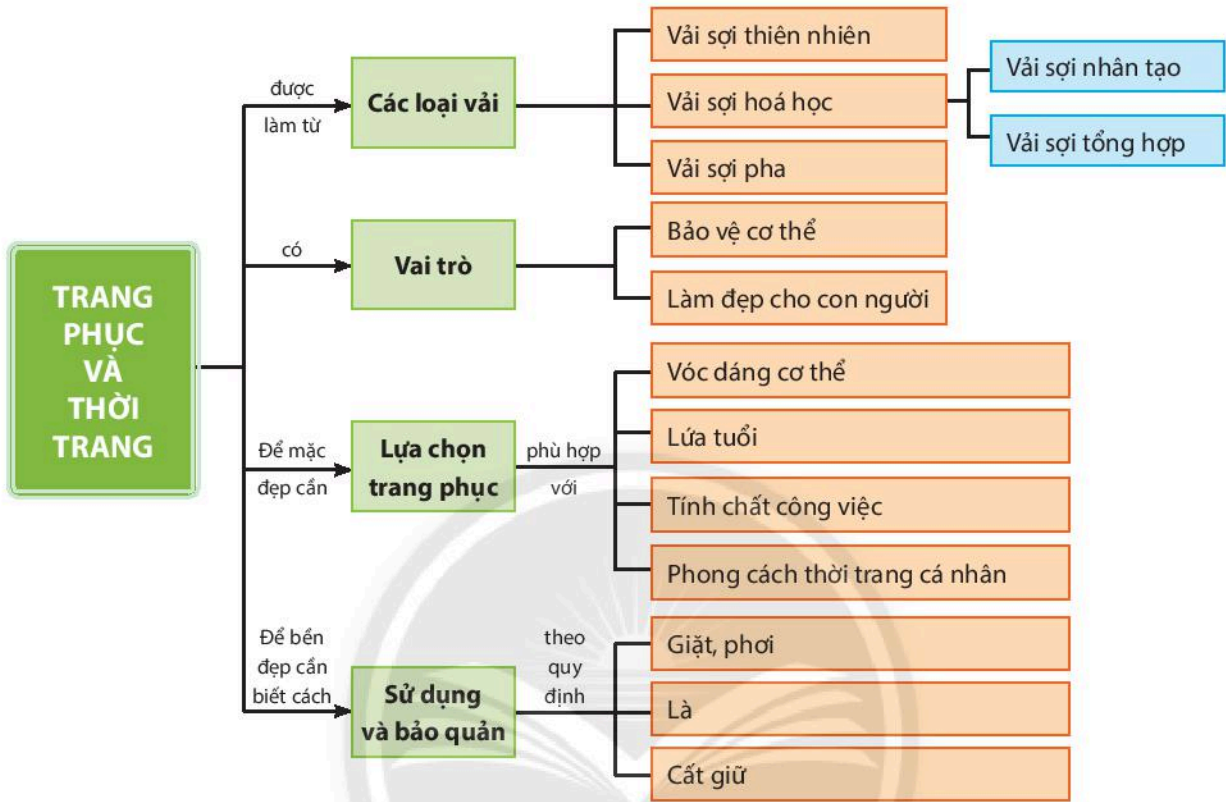 TRANG
PHỤC
VÀ
THỜI
TRANG
được
làm từ
Các loại vải
Vải sợi thiên nhiên
Vải sợi hoá học
Vải sợi nhân tạo
Vải sợi tổng hợp
Vải sợi pha
có
Vai trò
Bảo vệ cơ thể
Làm đẹp cho con người
Để mặc
đẹp cần
Lựa chọn
trang phục
phù hợp
với
Vóc dáng cơ thể
Lứa tuổi
Tính chất công việc
Phong cách thời trang cá nhân
Để bền
đẹp cần
biết cách
Sử dụng
và bảo quản
theo
quy
định
Giặt, phơi
Là
Cất giữ